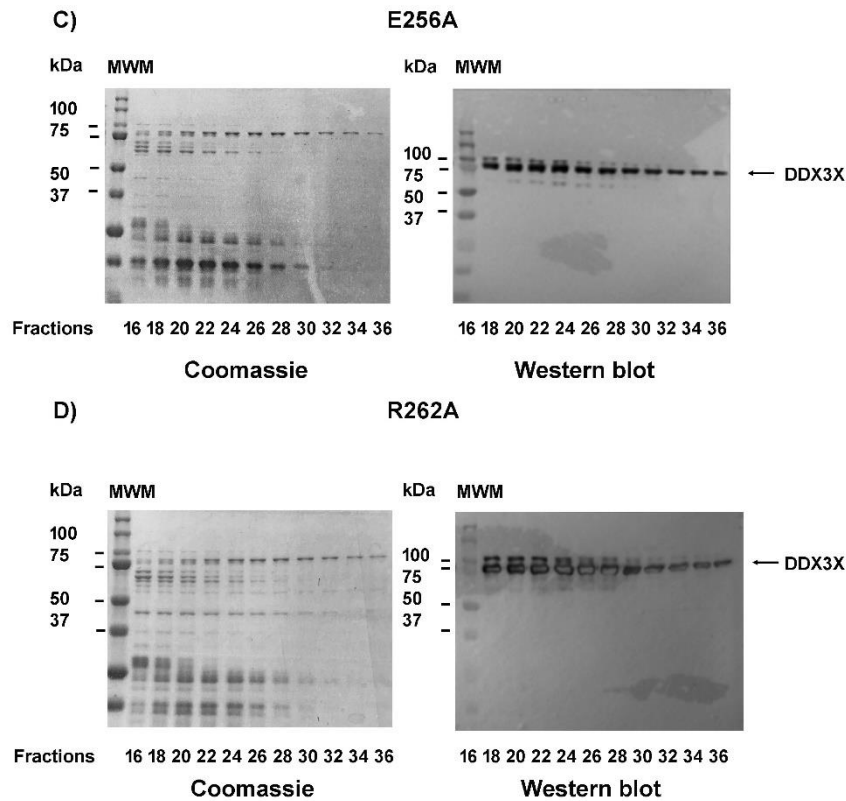 C) E256A
kDa MWM kDa MWM
100
75
50
37
100
75
50
37
DDX3X
Fractions 16 18 20 22 24 26 28 30 32 34 36 16 18 20 22 24 26 28 30 32 34 36
Coomassie Western blot
D) R262A
kDa MWM kDa MWM
100
75
50
37
100
75
50
37
DDX3X
Fractions 16 18 20 22 24 26 28 30 32 34 36 16 18 20 22 24 26 28 30 32 34 36
Coomassie Western blot